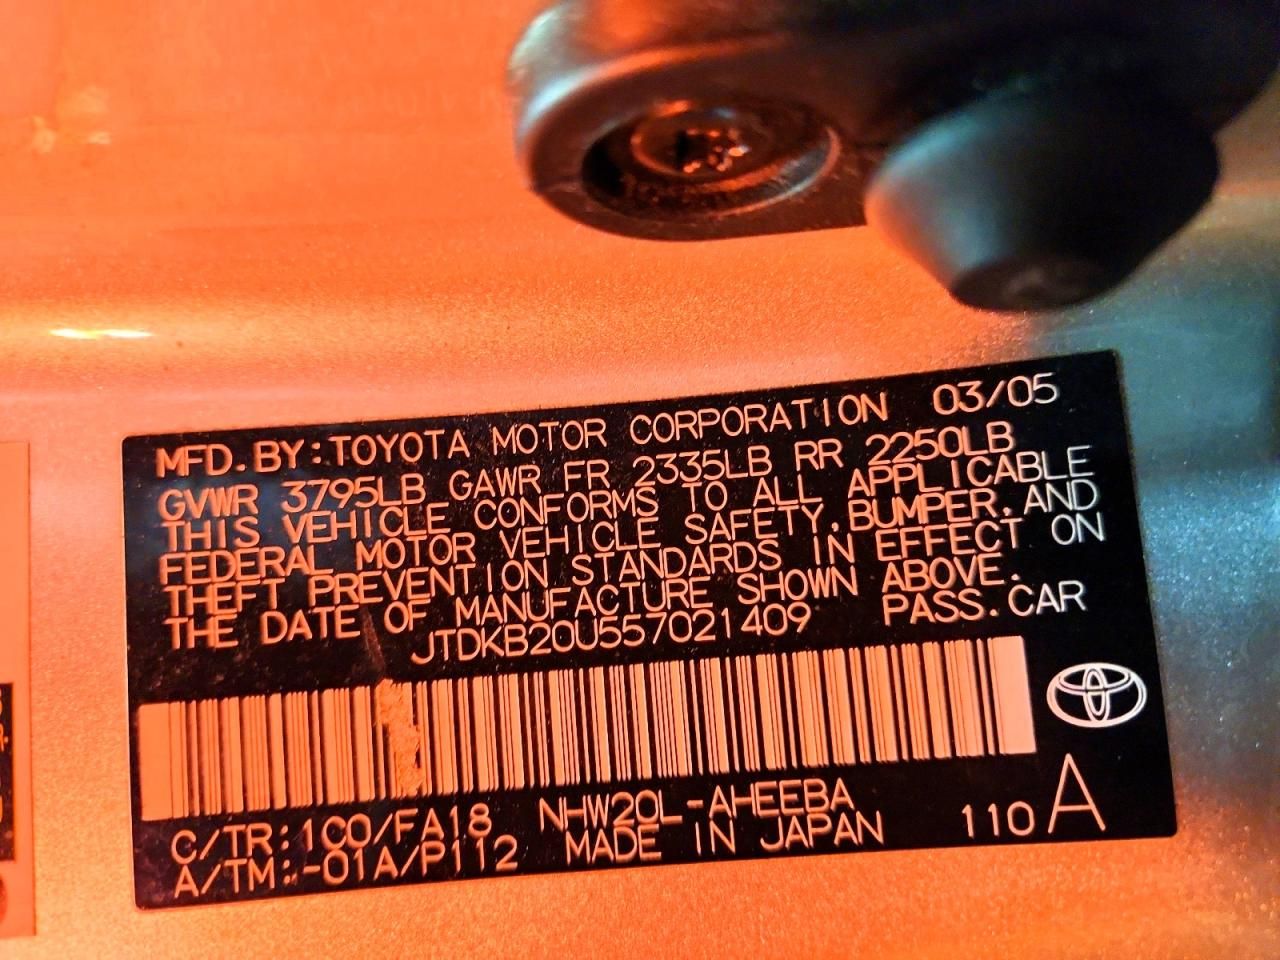 MFD.BY:TOYOTA MOTOR CORPORATION 03/05
GVWR 3795LB GAWR FR 2335LB RR 2250LB
THIS VEHICLE CONFORMS TO ALL APPLICABLE
FEDERAL MOTOR VEHICLE SAFETY,BUMPER,AND
THEFT PREVENTION STANDARDS IN EFFECT ON
THE DATE OF MANUFACTURE SHOWN ABOVE.
JTDKB20U557021409 PASS.CAR
C/TR:1C0/FA18 NHW20L-AHEEBA
A/TM:-01A/P112 MADE IN JAPAN 110 A